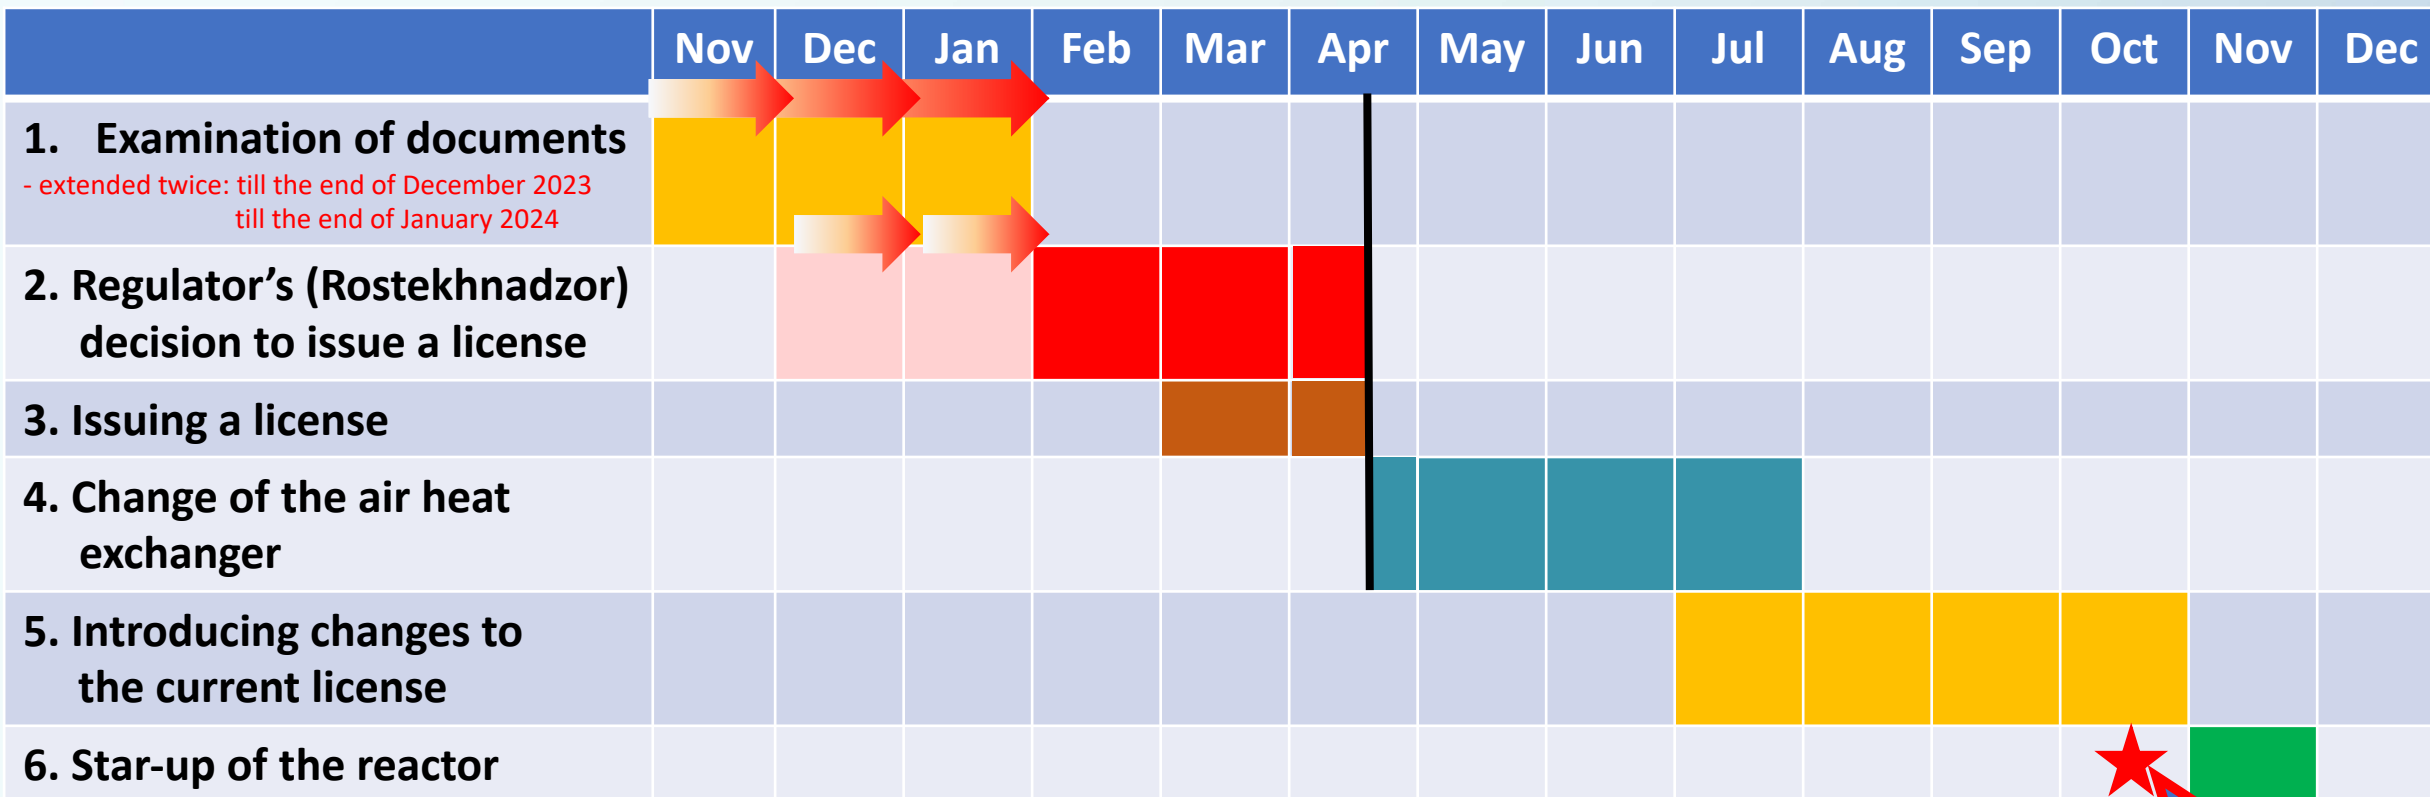 Nov Dec Jan Feb Mar Apr May Jun Jul Aug Sep Oct Nov Dec
1. Examination of documents
- extended twice: till the end of December 2023
till the end of January 2024
2. Regulator’s (Rostekhnadzor)
decision to issue a license
3. Issuing a license
4. Change of the air heat
exchanger
5. Introducing changes to
the current license
6. Star-up of the reactor